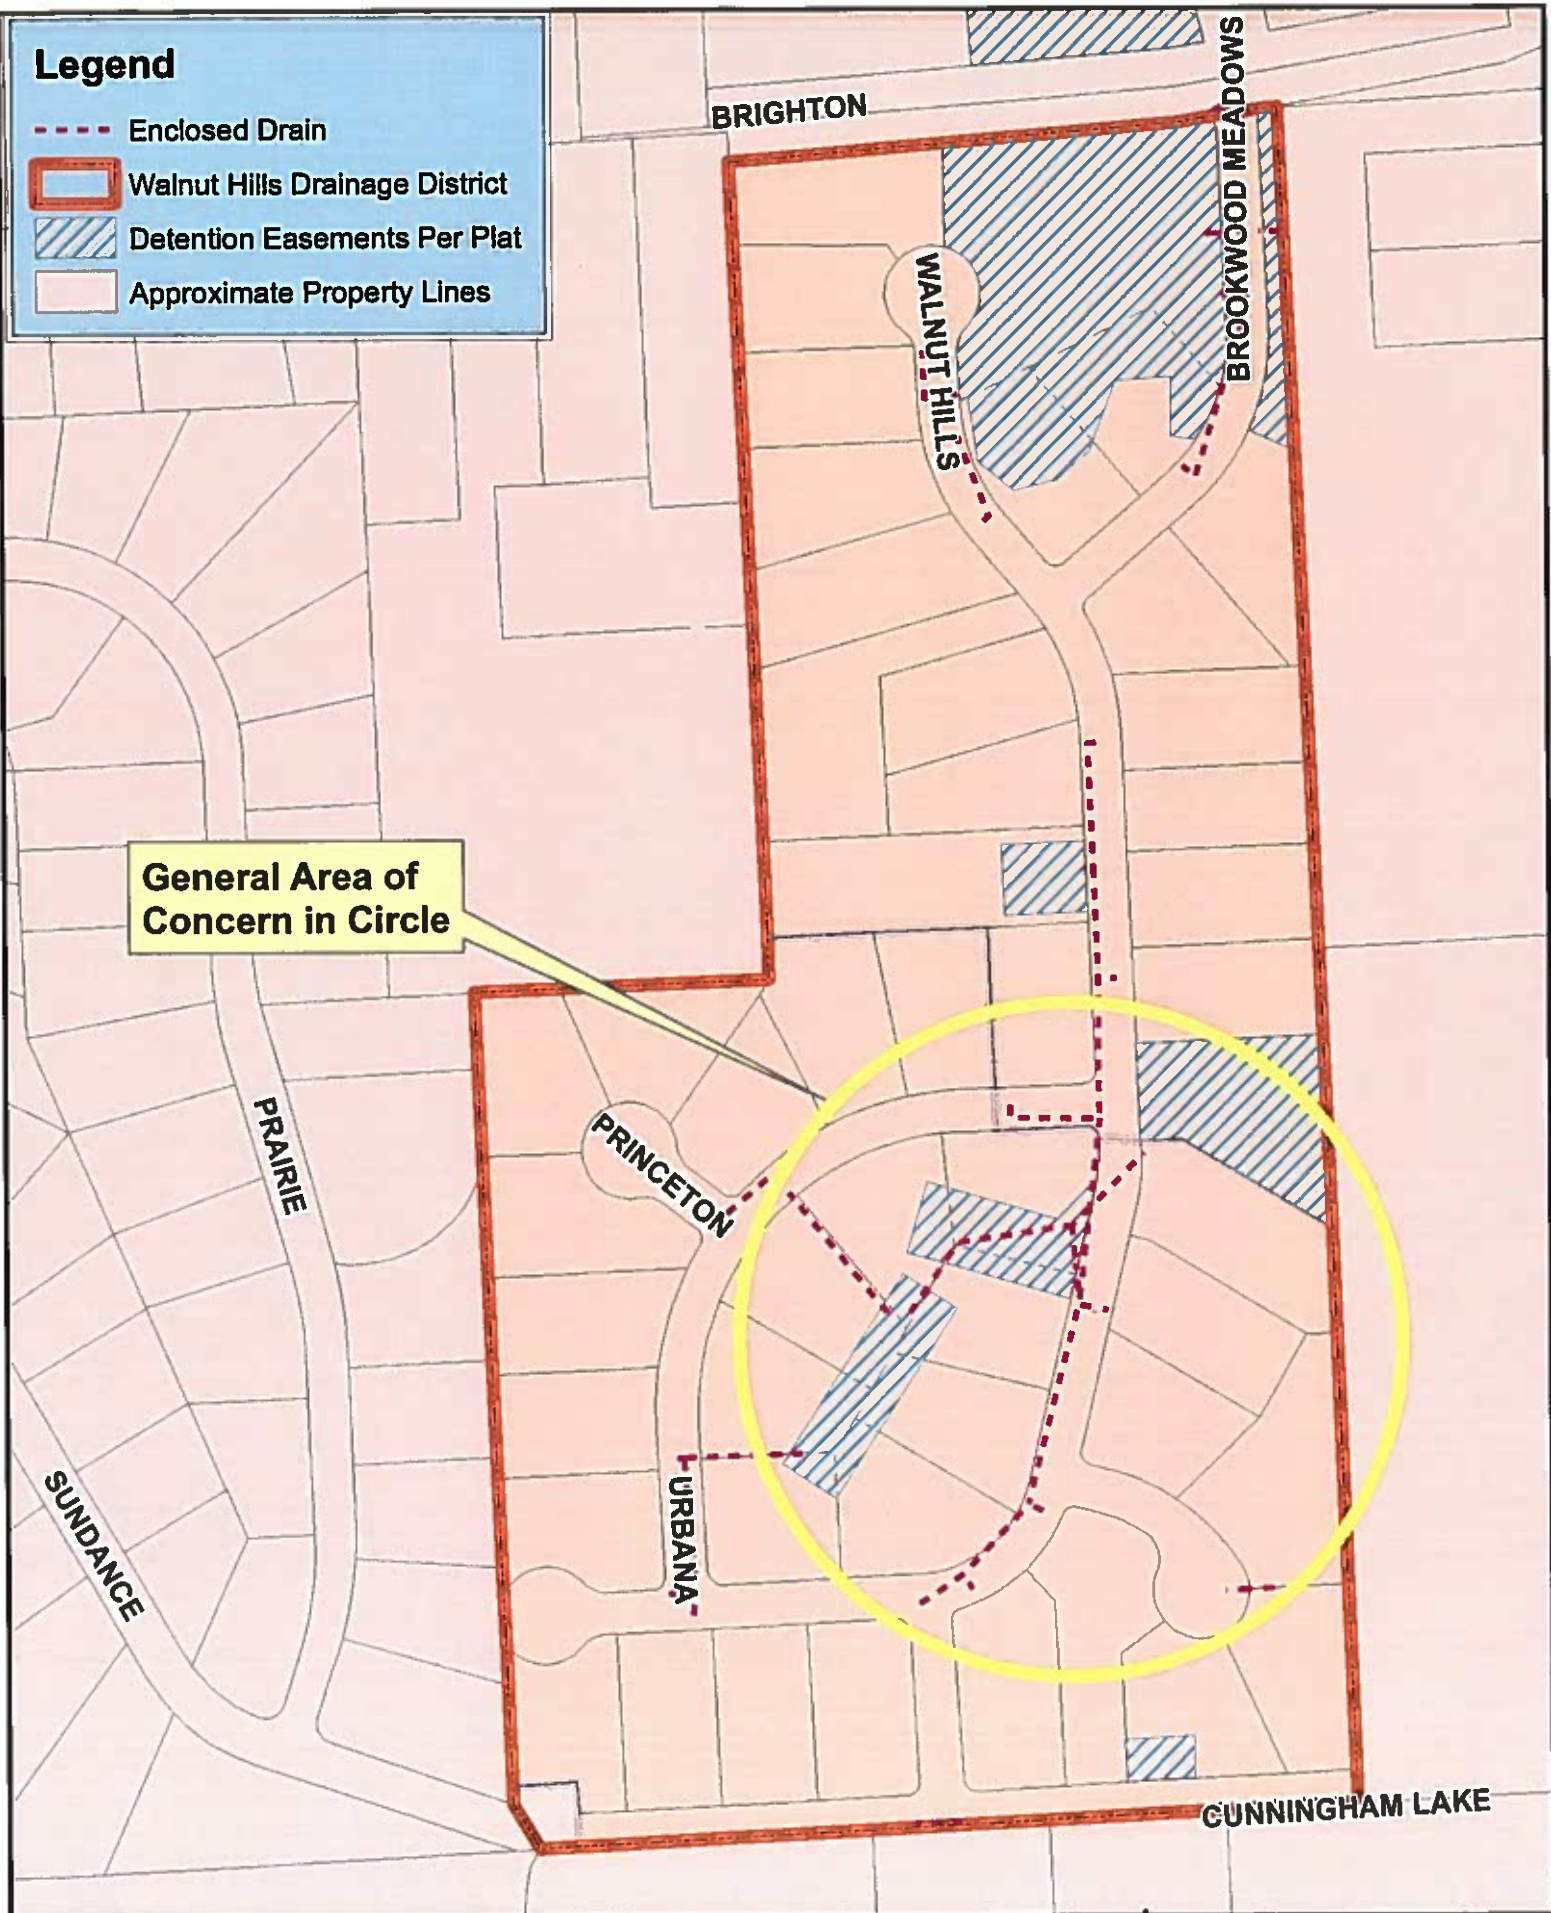 Legend
Enclosed Drain
Walnut Hills Drainage District
Detention Easements Per Plat
Approximate Property Lines
BRIGHTON
BROOKWOOD MEADOWS
WALNUT HILLS
General Area of
Concern in Circle
PRINCETON
PRAIRIE
URBANA
SUNDANCE
CUNNINGHAM LAKE